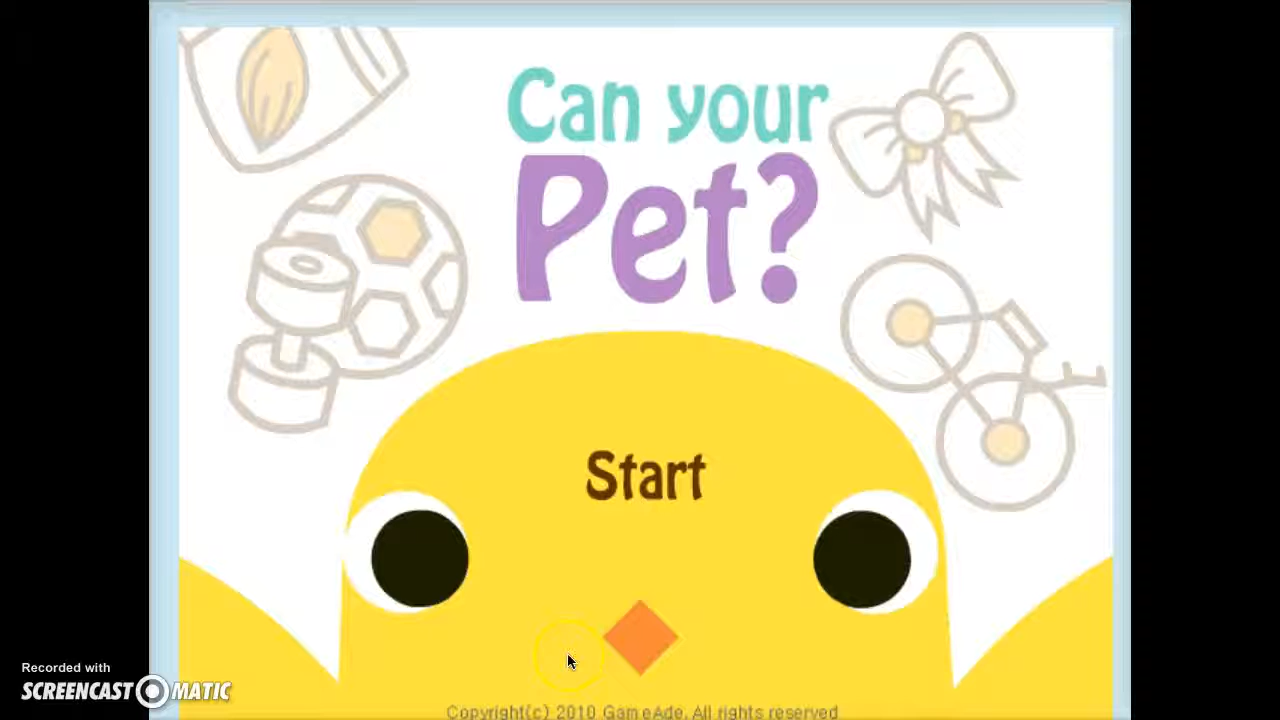 Can your
Pet?
Start
Recorded with
SCREENCAST MATIC
Copyright(c) 2010 GameAde. All rights reserved